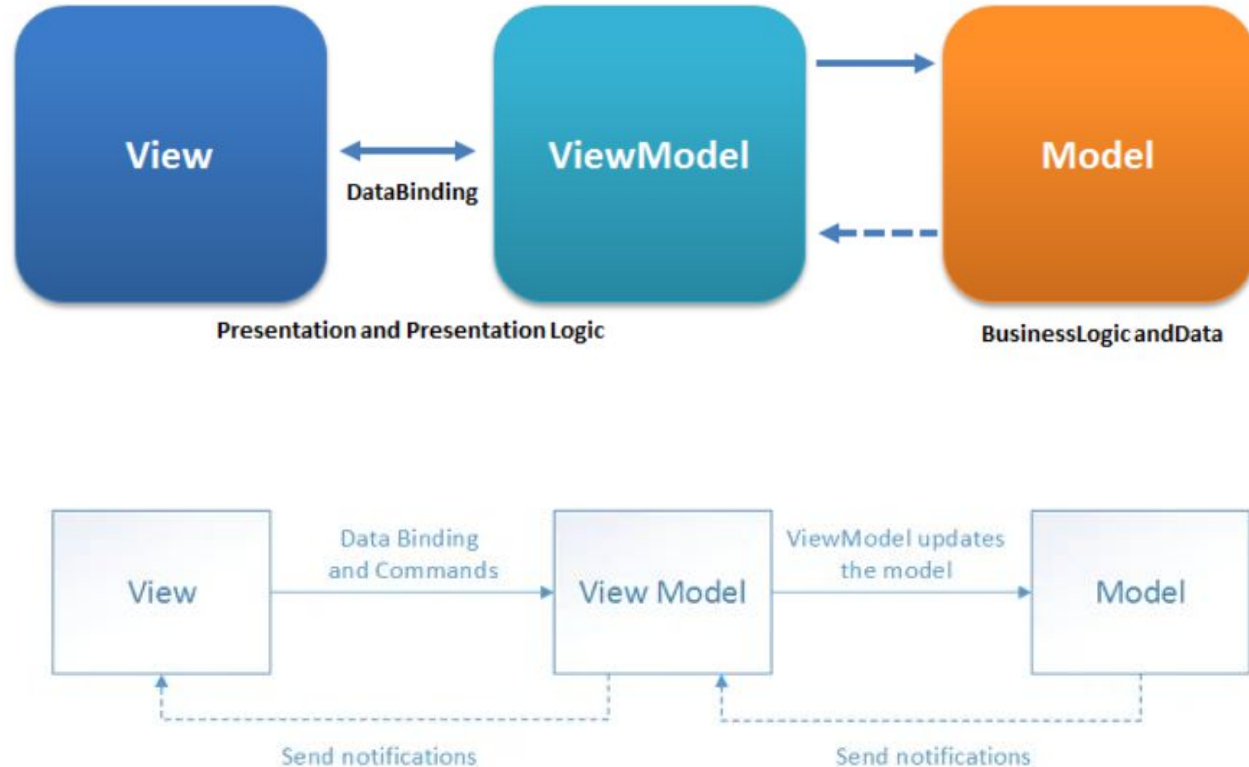 View
ViewModel
Model
DataBinding
Presentation and Presentation Logic
BusinessLogic andData
Data Binding
and Commands
ViewModel updates
the model
View
View Model
Model
Send notifications
Send notifications